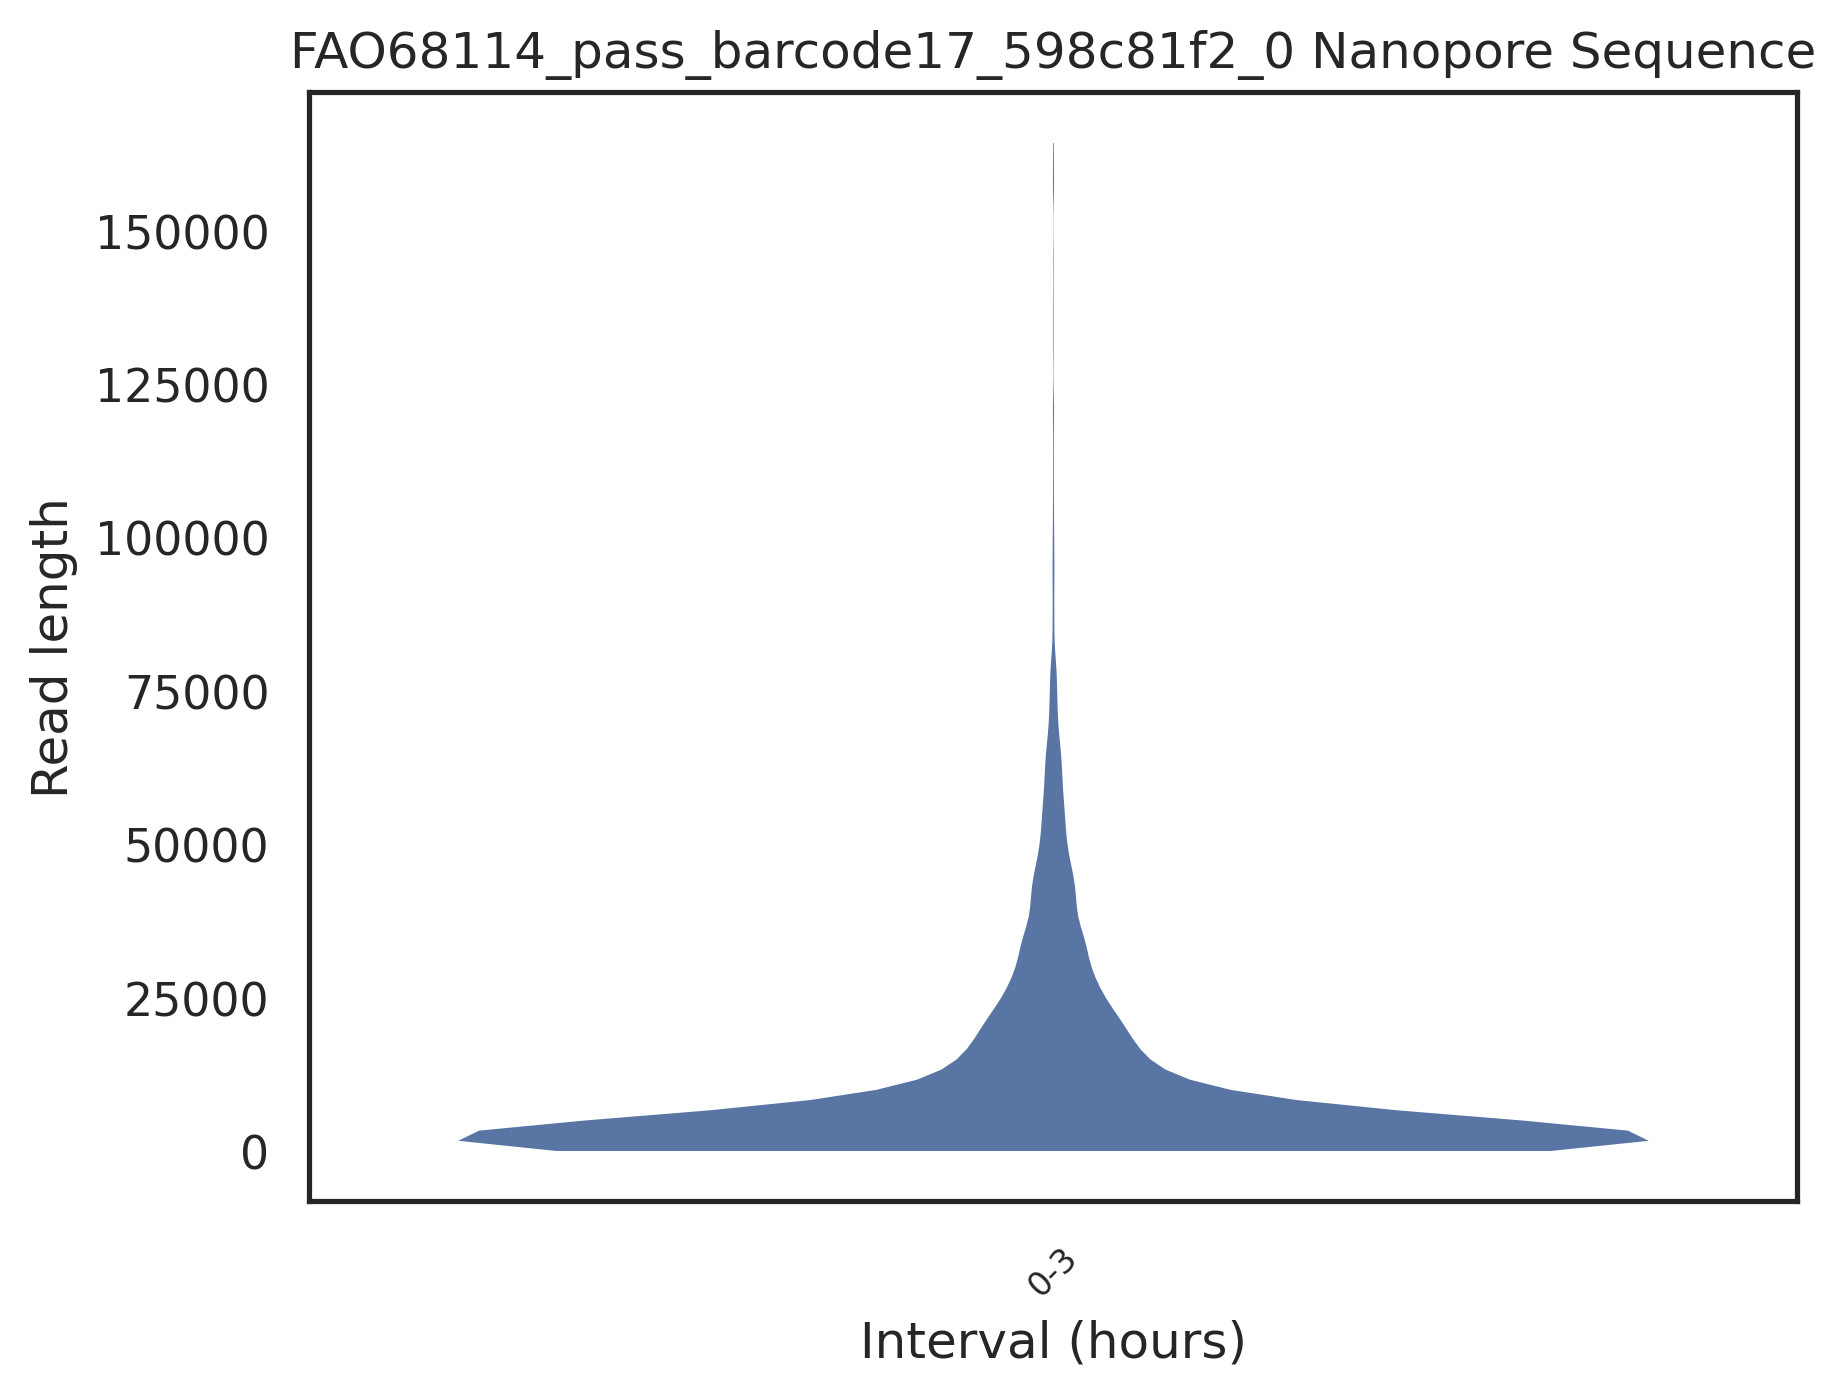 FAO68114_pass_barcode17_598c81f2_0 Nanopore Sequence
150000
125000
100000
75000
50000
25000
0
Read length
0-3
Interval (hours)